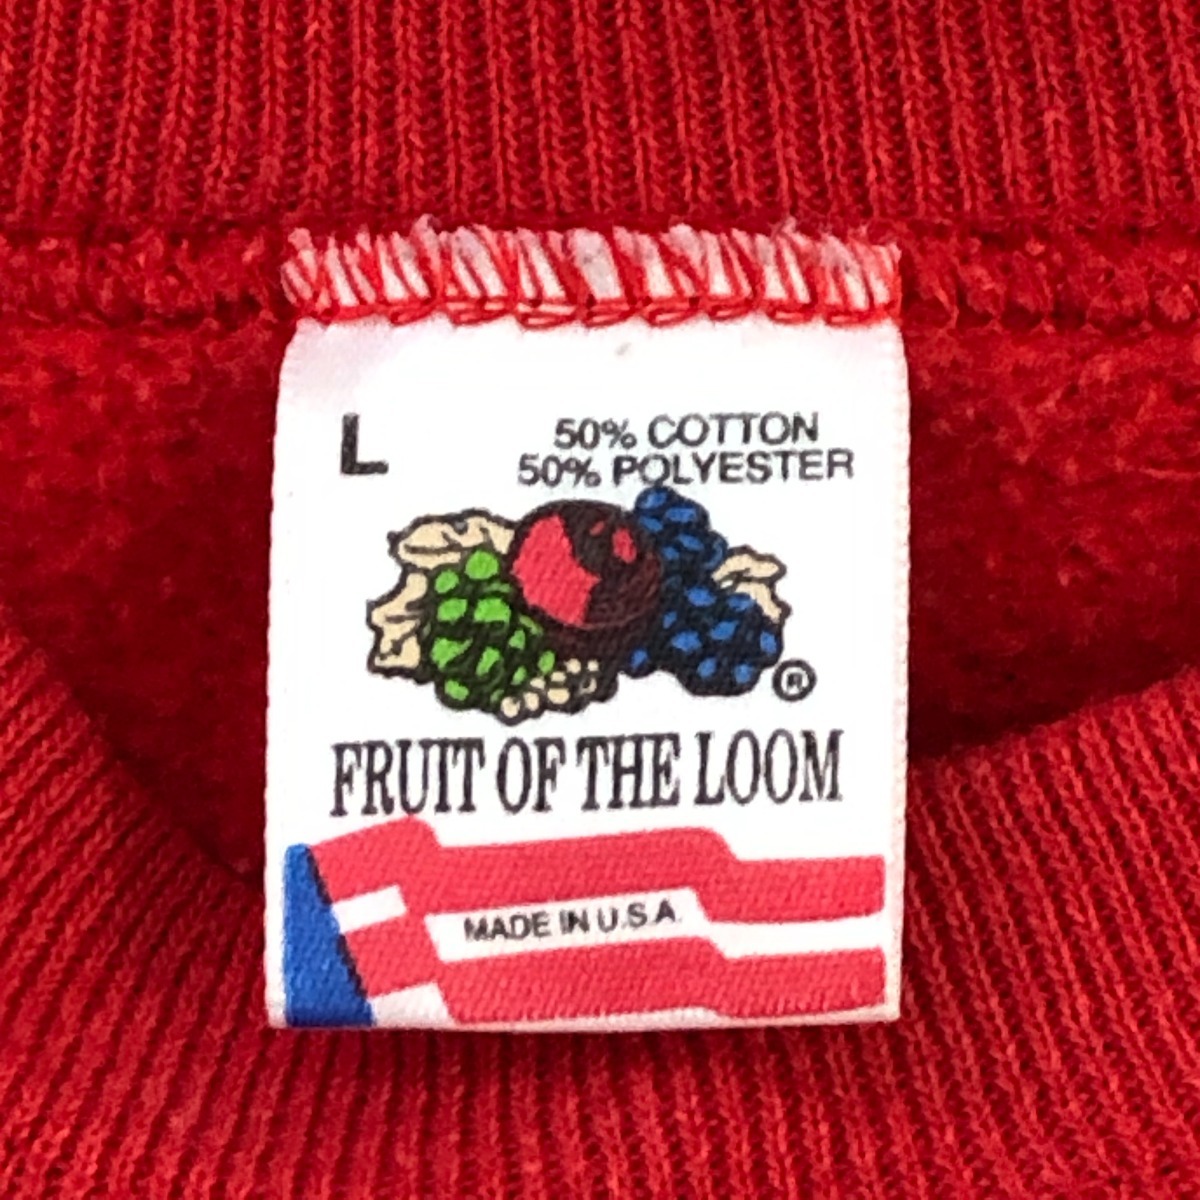 L
50% COTTON
50% POLYESTER
®
FRUIT OF THE LOOM
MADE IN U.S.A.